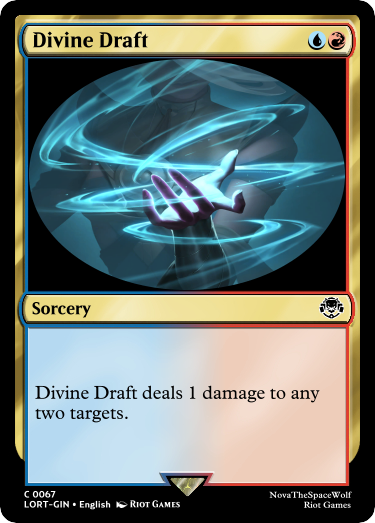 Divine Draft
Sorcery
Divine Draft deals 1 damage to any
two targets.
C 0067
LORT-GIN • English RIOT GAMES
NovaTheSpaceWolf
Riot Games